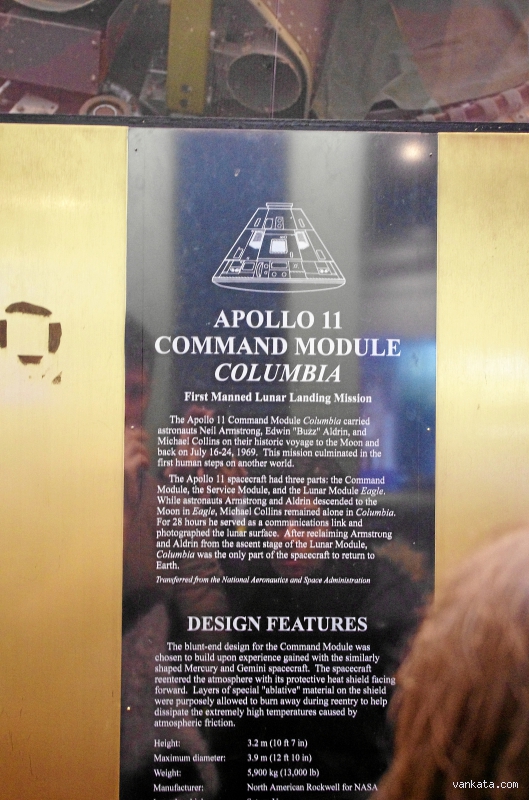 APOLLO 11
COMMAND MODULE
COLUMBIA
First Manned Lunar Landing Mission
The Apollo 11 Command Module Columbia carried
astronauts Neil Armstrong, Edwin "Buzz" Aldrin, and
Michael Collins on their historic voyage to the Moon and
back on July 16-24, 1969. This mission culminated in the
first human steps on another world.
The Apollo 11 spacecraft had three parts: the Command
Module, the Service Module, and the Lunar Module Eagle.
While astronauts Armstrong and Aldrin descended to the
Moon in Eagle, Michael Collins remained alone in Columbia.
For 28 hours he served as a communications link and
photographed the lunar surface. After reclaiming Armstrong
and Aldrin from the ascent stage of the Lunar Module,
Columbia was the only part of the spacecraft to return to
Earth.
Transferred from the National Aeronautics and Space Administration
DESIGN FEATURES
The blunt-end design for the Command Module was
chosen to build upon experience gained with the similarly
shaped Mercury and Gemini spacecraft. The spacecraft
reentered the atmosphere with its protective heat shield facing
forward. Layers of special "ablative" material on the shield
were purposely allowed to burn away during reentry to help
dissipate the extremely high temperatures caused by
atmospheric friction.
Height: 3.2 m (10 ft 7 in)
Maximum diameter: 3.9 m (12 ft 10 in)
Weight: 5,900 kg (13,000 lb)
Manufacturer: North American Rockwell for NASA
vankata.com